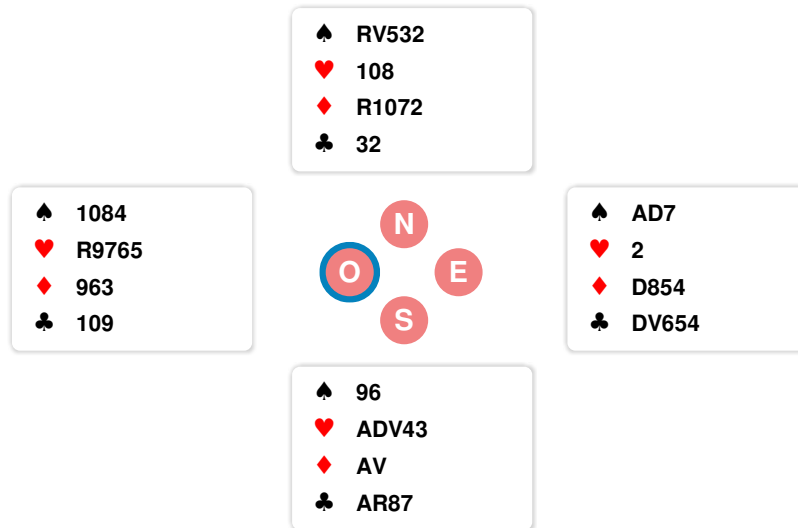 ♠ RV532
♥ 108
♦ R1072
♣ 32
♠ 1084
♥ R9765
♦ 963
♣ 109
N
O E
S
♠ AD7
♥ 2
♦ D854
♣ DV654
♠ 96
♥ ADV43
♦ AV
♣ AR87